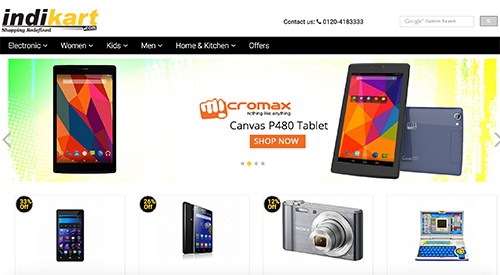 indikart
.com
Shopping Redefined
Contact us: 0120-4183333
Google Custom Search
Electronic Women Kids Men Home & Kitchen Offers
micromax
nothing like anything
Canvas P480 Tablet
SHOP NOW
33% Off
26% Off
12% Off
SONY